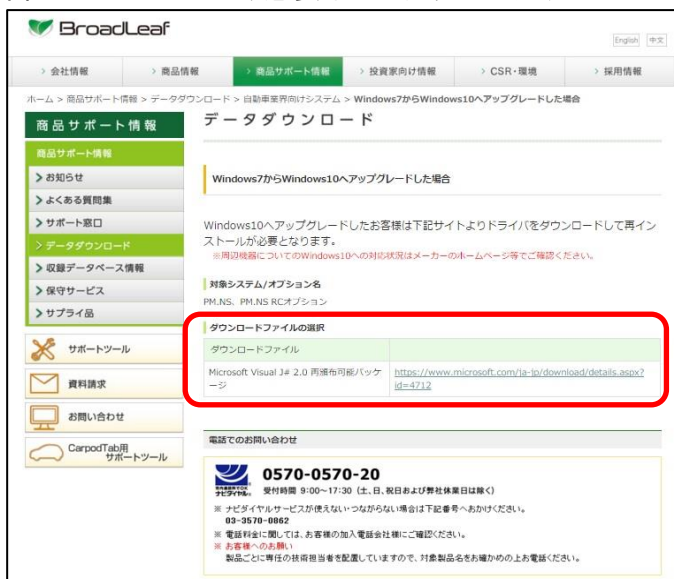 BroadLeaf
English 中文
> 会社情報 > 商品情報 > 商品サポート情報 > 投資家向け情報 > CSR・環境 > 採用情報
ホーム > 商品サポート情報 > データダウンロード > 自動車業界向けシステム > Windows7からWindows10へアップグレードした場合
商品サポート情報
商品サポート情報
お知らせ
よくある質問集
サポート窓口
データダウンロード
収録データベース情報
保守サービス
サプライ品
サポートツール
資料請求
お問い合わせ
CarpodTab用
サポートツール
データダウンロード
Windows7からWindows10へアップグレードした場合
Windows10へアップグレードしたお客様は下記サイトよりドライバをダウンロードして再イン
ストールが必要となります。
※周辺機器についてのWindows10への対応状況はメーカーのホームページ等でご確認ください。
対象システム/オプション名
PM.NS、PM.NS RCオプション
ダウンロードファイルの選択
ダウンロードファイル
Microsoft Visual J# 2.0 再頒布可能パッケ
ージ
https://www.microsoft.com/ja-jp/download/details.aspx?
id=4712
電話でのお問い合わせ
ナビダイヤル
0570-0570-20
受付時間 9:00～17:30 (土、日、祝日および弊社休業日は除く)
※ ナビダイヤルサービスが使えない・つながらない場合は下記番号へおかけください。
03-3570-0862
※ 電話料金に関しては、お客様の加入電話会社様にご確認ください。
※ お客様へのお願い
製品ごとに専任の技術担当者を配置していますので、対象製品名をお確かめの上お電話ください。